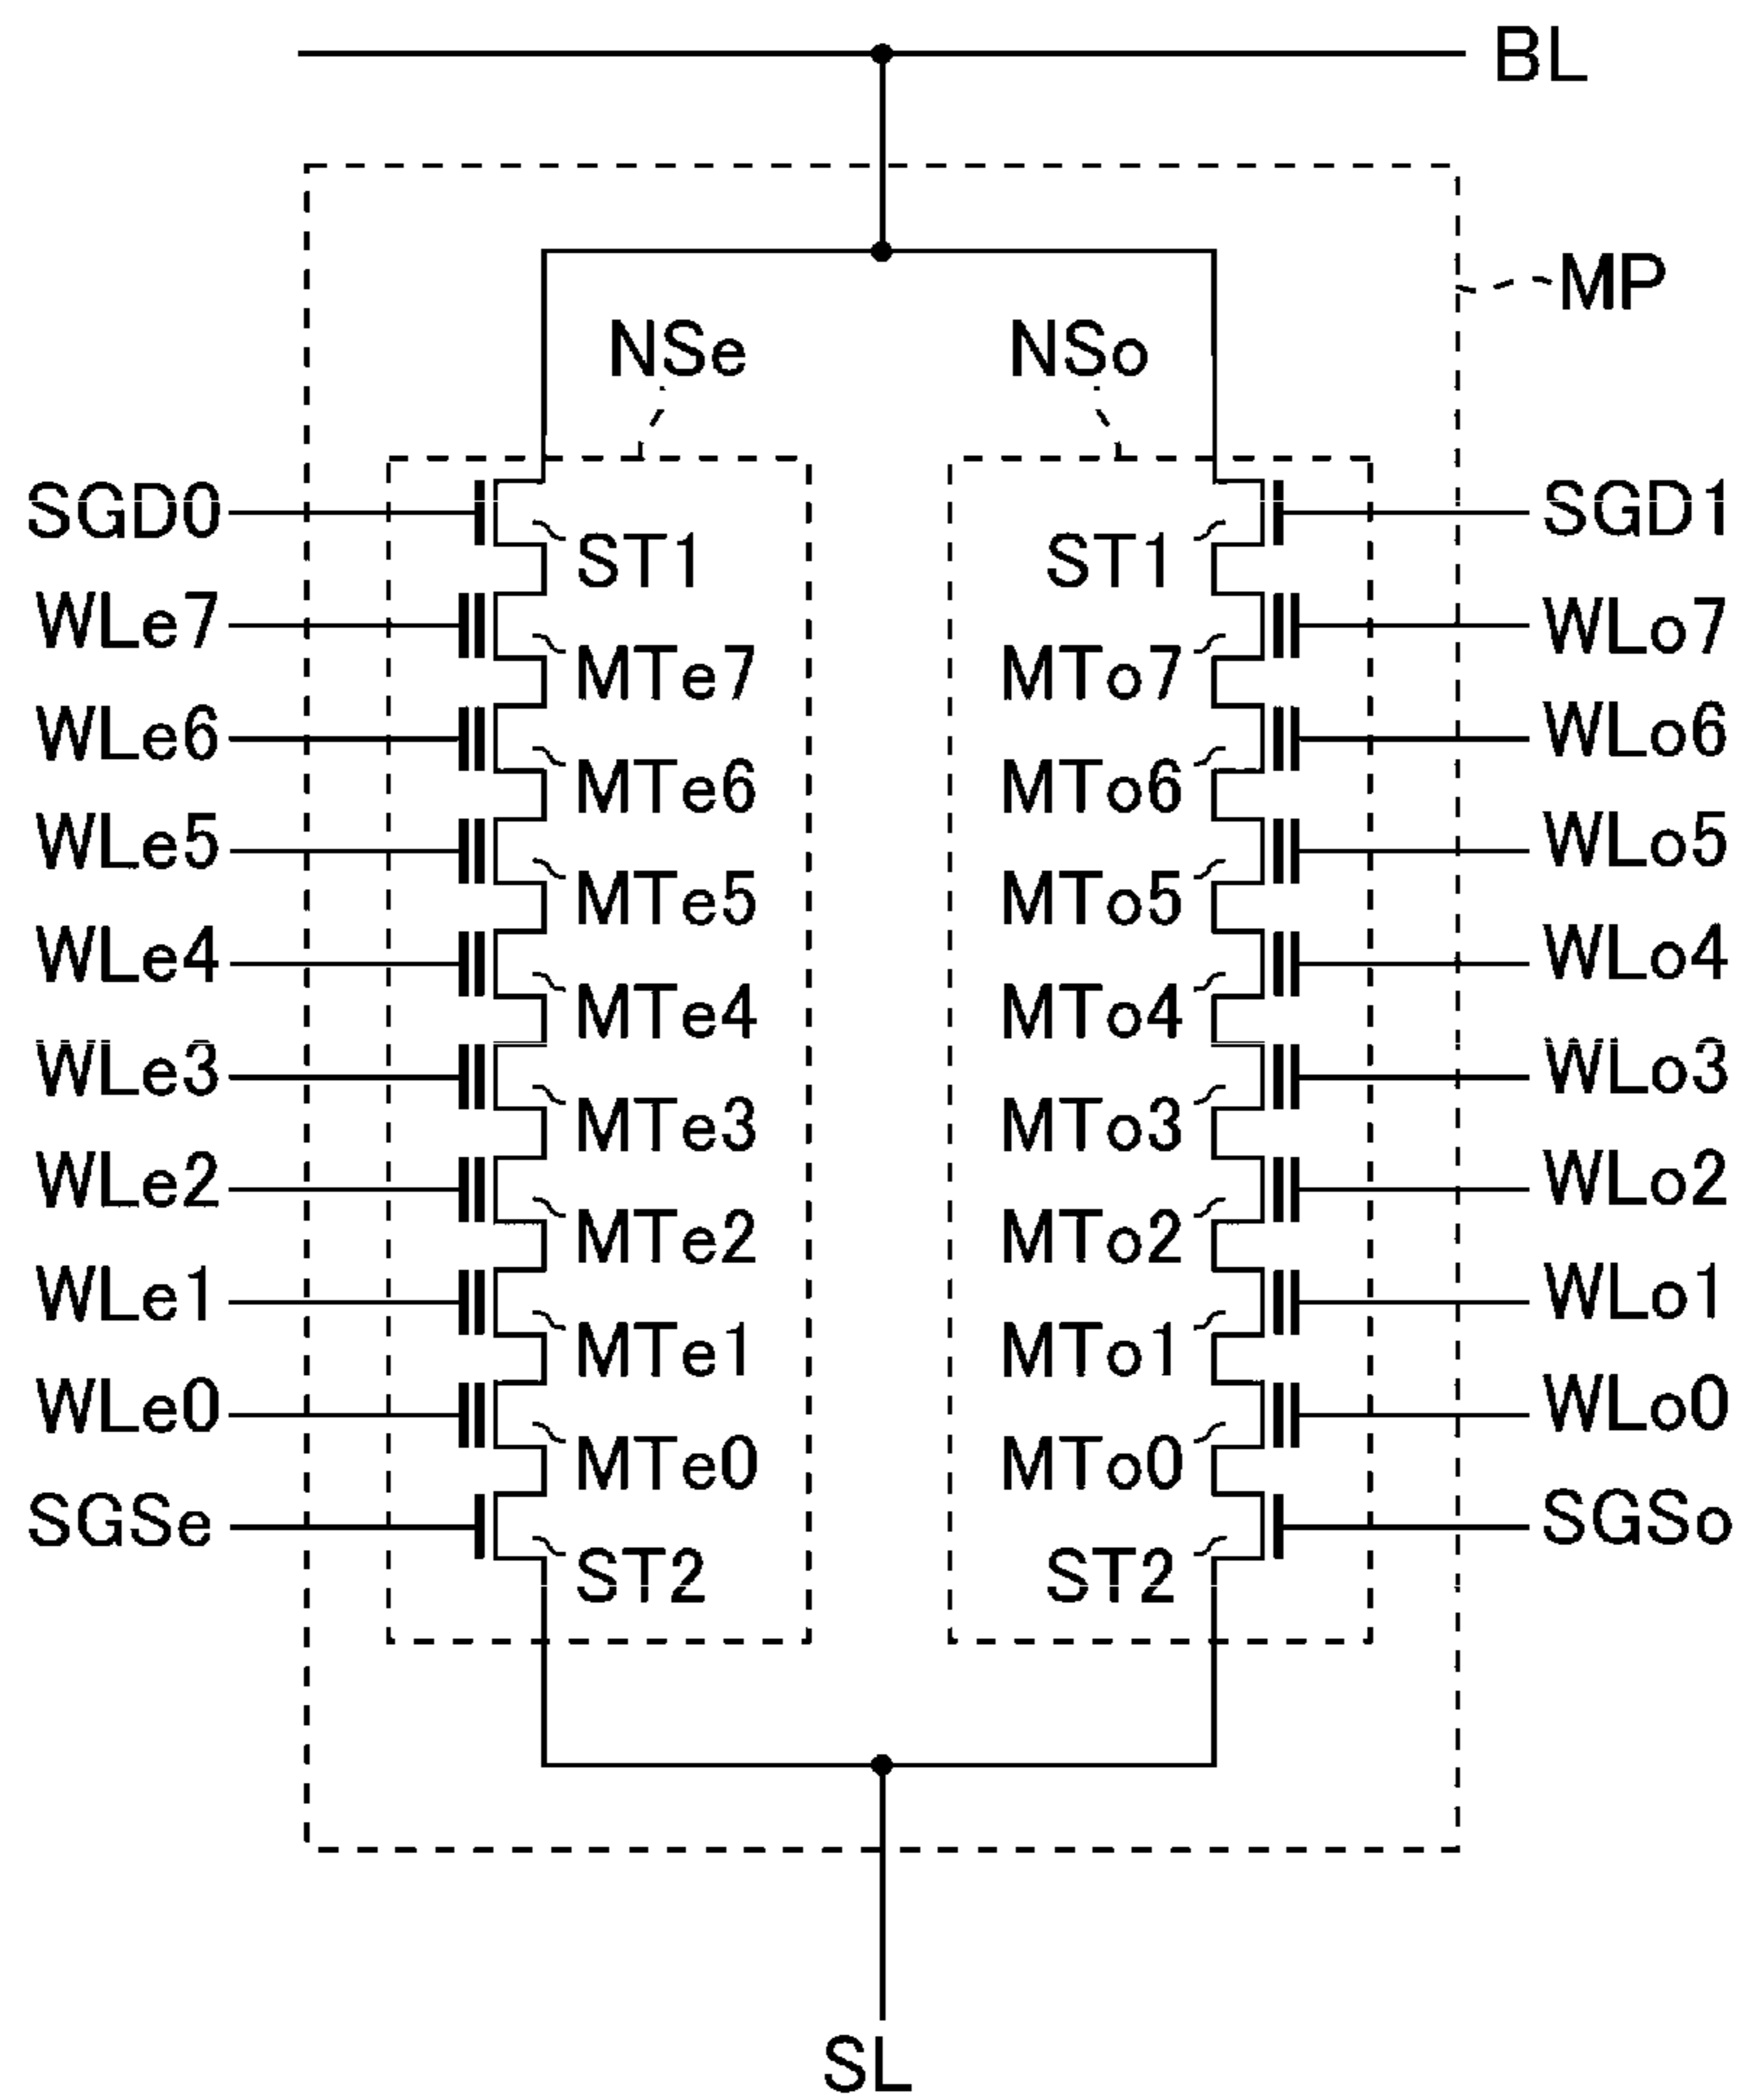 BL
MP
NSe NSo
SGD0 SGD1
ST1 ST1
WLe7 WLo7
MTe7 MTo7
WLe6 WLo6
MTe6 MTo6
WLe5 WLo5
MTe5 MTo5
WLe4 WLo4
MTe4 MTo4
WLe3 WLo3
MTe3 MTo3
WLe2 WLo2
MTe2 MTo2
WLe1 WLo1
MTe1 MTo1
WLe0 WLo0
MTe0 MTo0
SGSe SGSo
ST2 ST2
SL